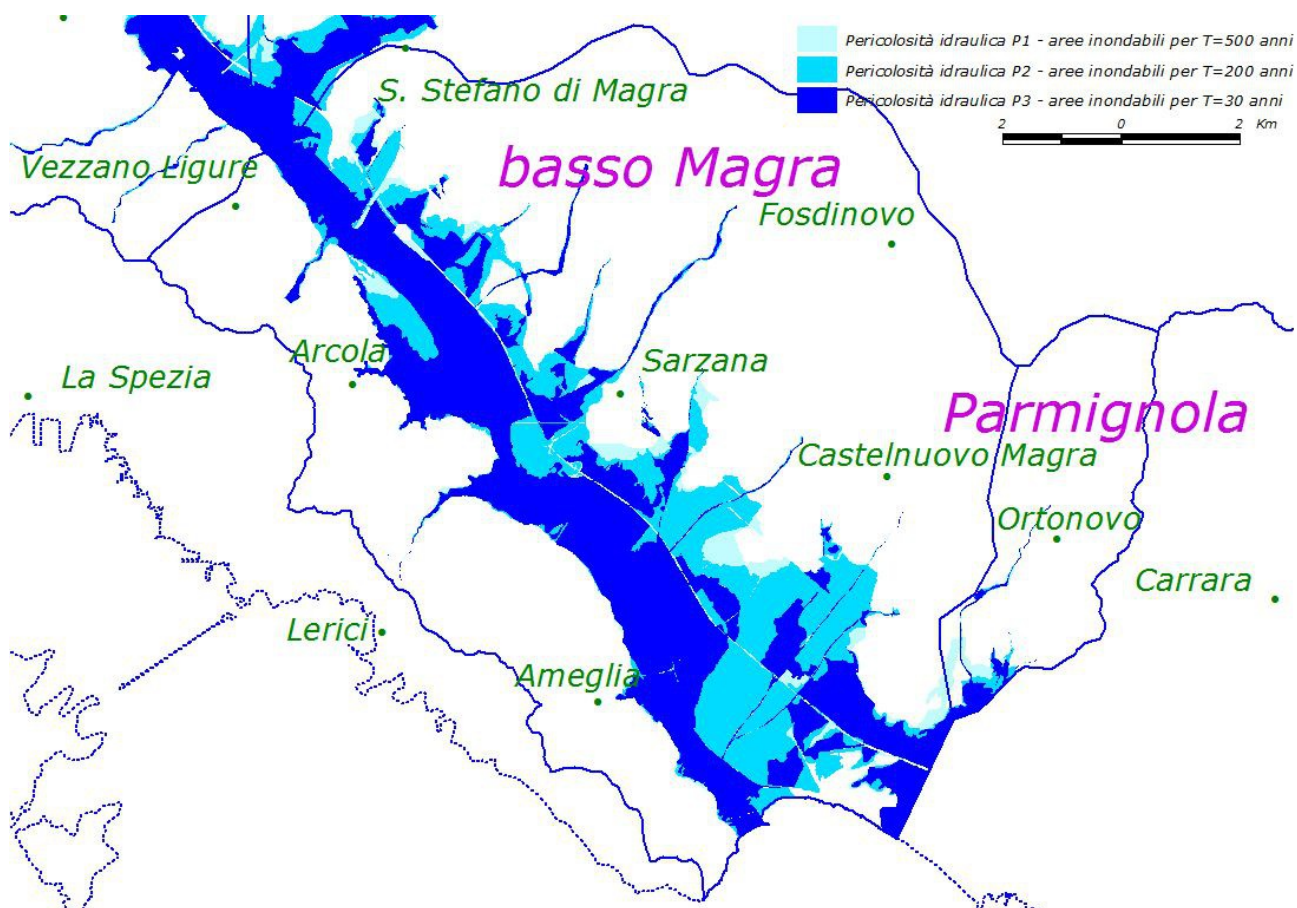 Pericolosità idraulica P1 - aree inondabili per T=500 anni
Pericolosità idraulica P2 - aree inondabili per T=200 anni
Pericolosità idraulica P3 - aree inondabili per T=30 anni
2 0 2 Km
S. Stefano di Magra
Vezzano Ligure
basso Magra
Fosdinovo
Arcola
Sarzana
La Spezia
Parmignola
Castelnuovo Magra
Ortonovo
Carrara
Lerici
Ameglia